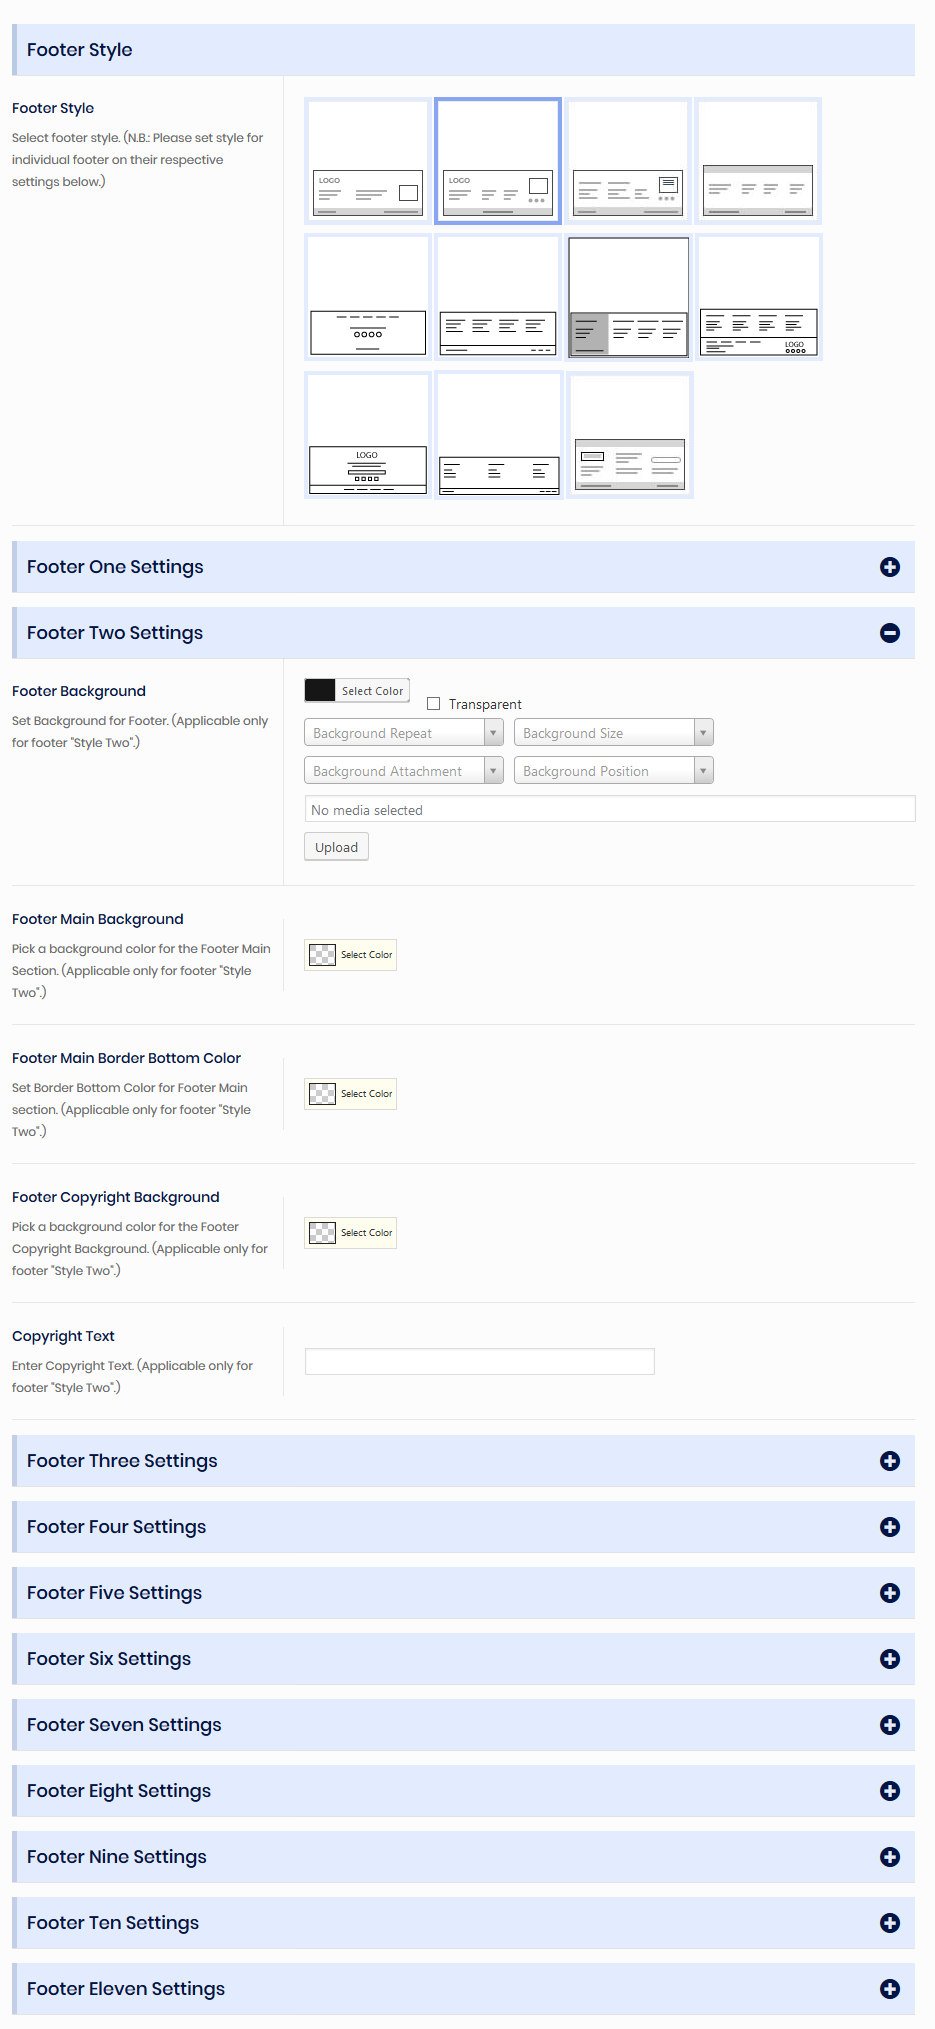 Footer Style
Footer Style
Select footer style. (N.B.: Please set style for
individual footer on their respective
settings below.)
LOGO
LOGO
LOGO
LOGO
Footer One Settings
Footer Two Settings
Footer Background
Set Background for Footer. (Applicable only
for footer "Style Two".)
Select Color
Transparent
Background Repeat
Background Size
Background Attachment
Background Position
No media selected
Upload
Footer Main Background
Pick a background color for the Footer Main
Section. (Applicable only for footer "Style
Two".)
Select Color
Footer Main Border Bottom Color
Set Border Bottom Color for Footer Main
section. (Applicable only for footer "Style
Two".)
Select Color
Footer Copyright Background
Pick a background color for the Footer
Copyright Background. (Applicable only for
footer "Style Two".)
Select Color
Copyright Text
Enter Copyright Text. (Applicable only for
footer "Style Two".)
Footer Three Settings
Footer Four Settings
Footer Five Settings
Footer Six Settings
Footer Seven Settings
Footer Eight Settings
Footer Nine Settings
Footer Ten Settings
Footer Eleven Settings